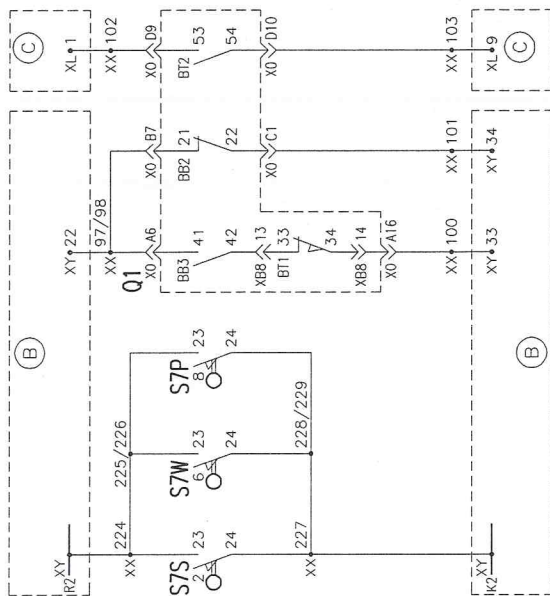 C
XL 1
XX 102
X0 D9
BT2 53
54
X0 D10
XX 103
XL 9
C
B
XY 22
97/98
XX
X0 A6
Q1
X0 B7
BB2 21
22
X0 C1
XX 101
XY 34
BB3 41
42
XB8 13
BT1 33
34
XB8 14
X0 A16
XX 100
XY 33
B
XY
R2
224
XX
225/226
S7S
2
23
24
S7W
6
23
24
S7P
8
23
24
228/229
227
XX
XY
K2